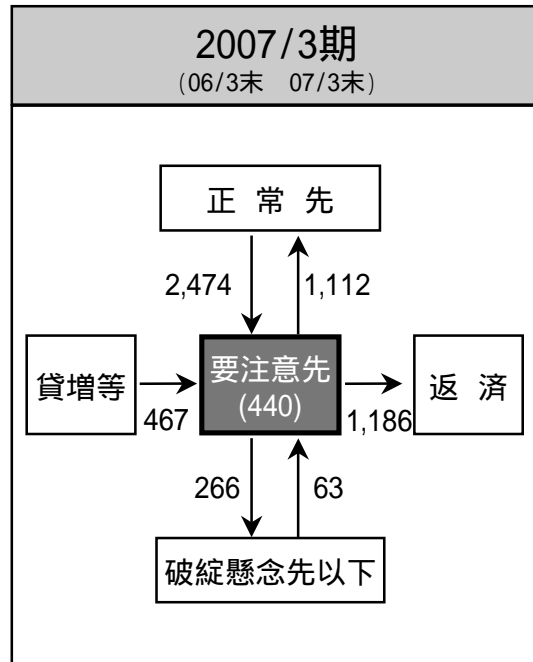 2007/3期
(06/3末 07/3末)
正 常 先
2,474
1,112
貸増等
467
要注意先
(440)
1,186
返 済
266
63
破綻懸念先以下